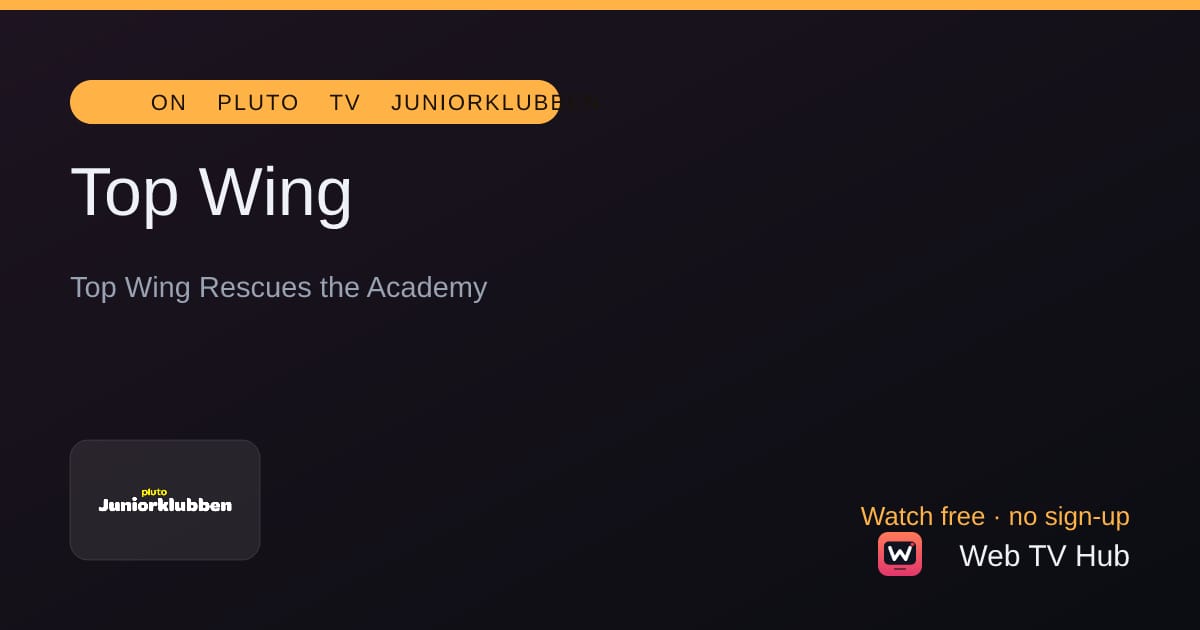 ON PLUTO TV JUNIORKLUBBEN
Top Wing
Top Wing Rescues the Academy
pluto
Juniorklubben
Watch free · no sign-up
W
Web TV Hub